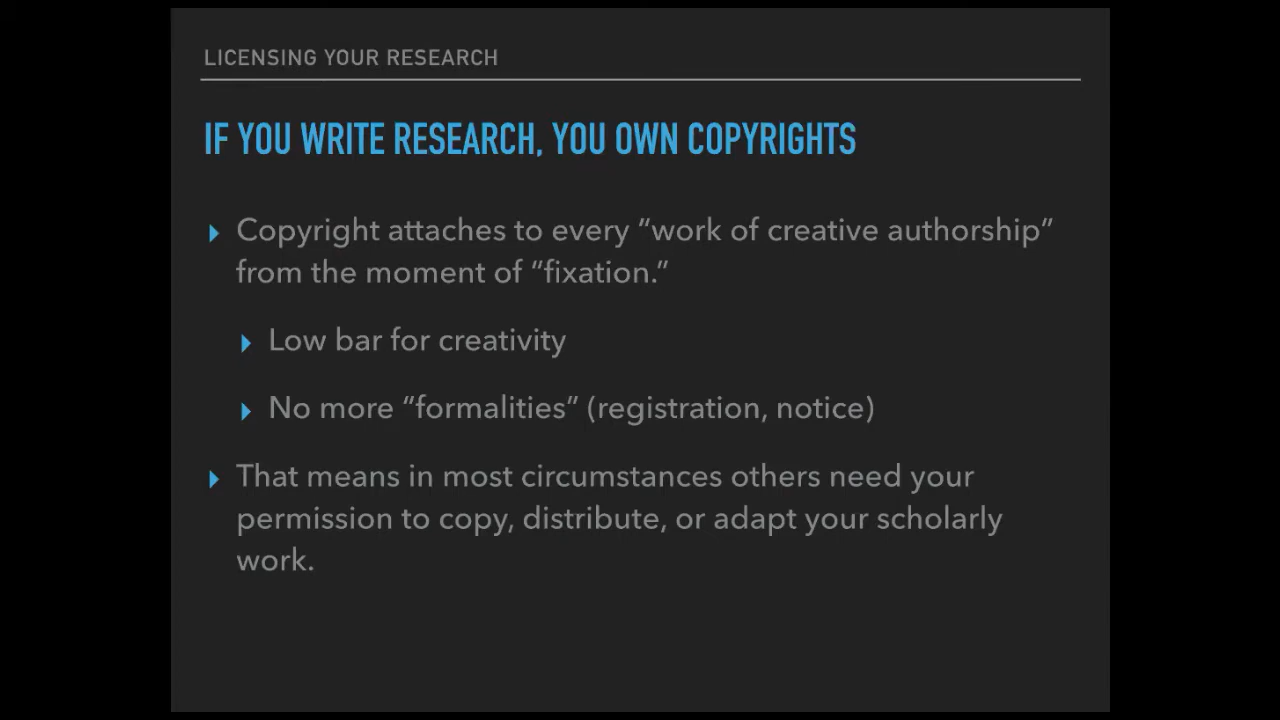 LICENSING YOUR RESEARCH
IF YOU WRITE RESEARCH, YOU OWN COPYRIGHTS
Copyright attaches to every “work of creative authorship”
from the moment of “fixation.”
Low bar for creativity
No more “formalities” (registration, notice)
That means in most circumstances others need your
permission to copy, distribute, or adapt your scholarly
work.